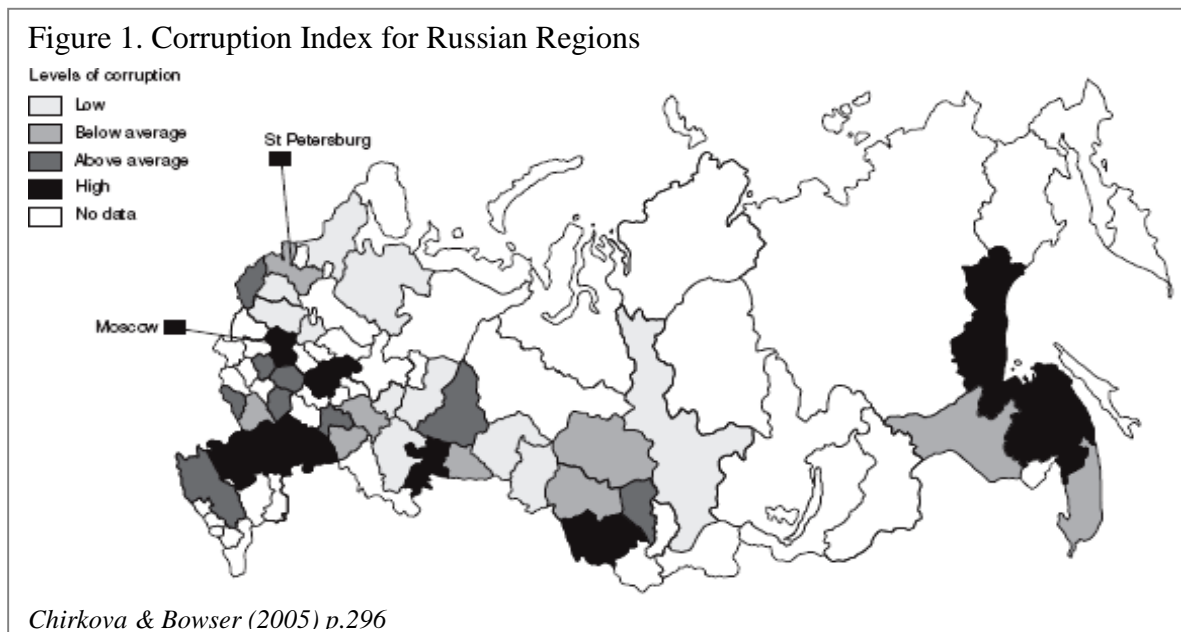 Figure 1. Corruption Index for Russian Regions
Levels of corruption
Low
Below average
Above average
High
No data
St Petersburg
Moscow
Chirkova & Bowser (2005) p.296